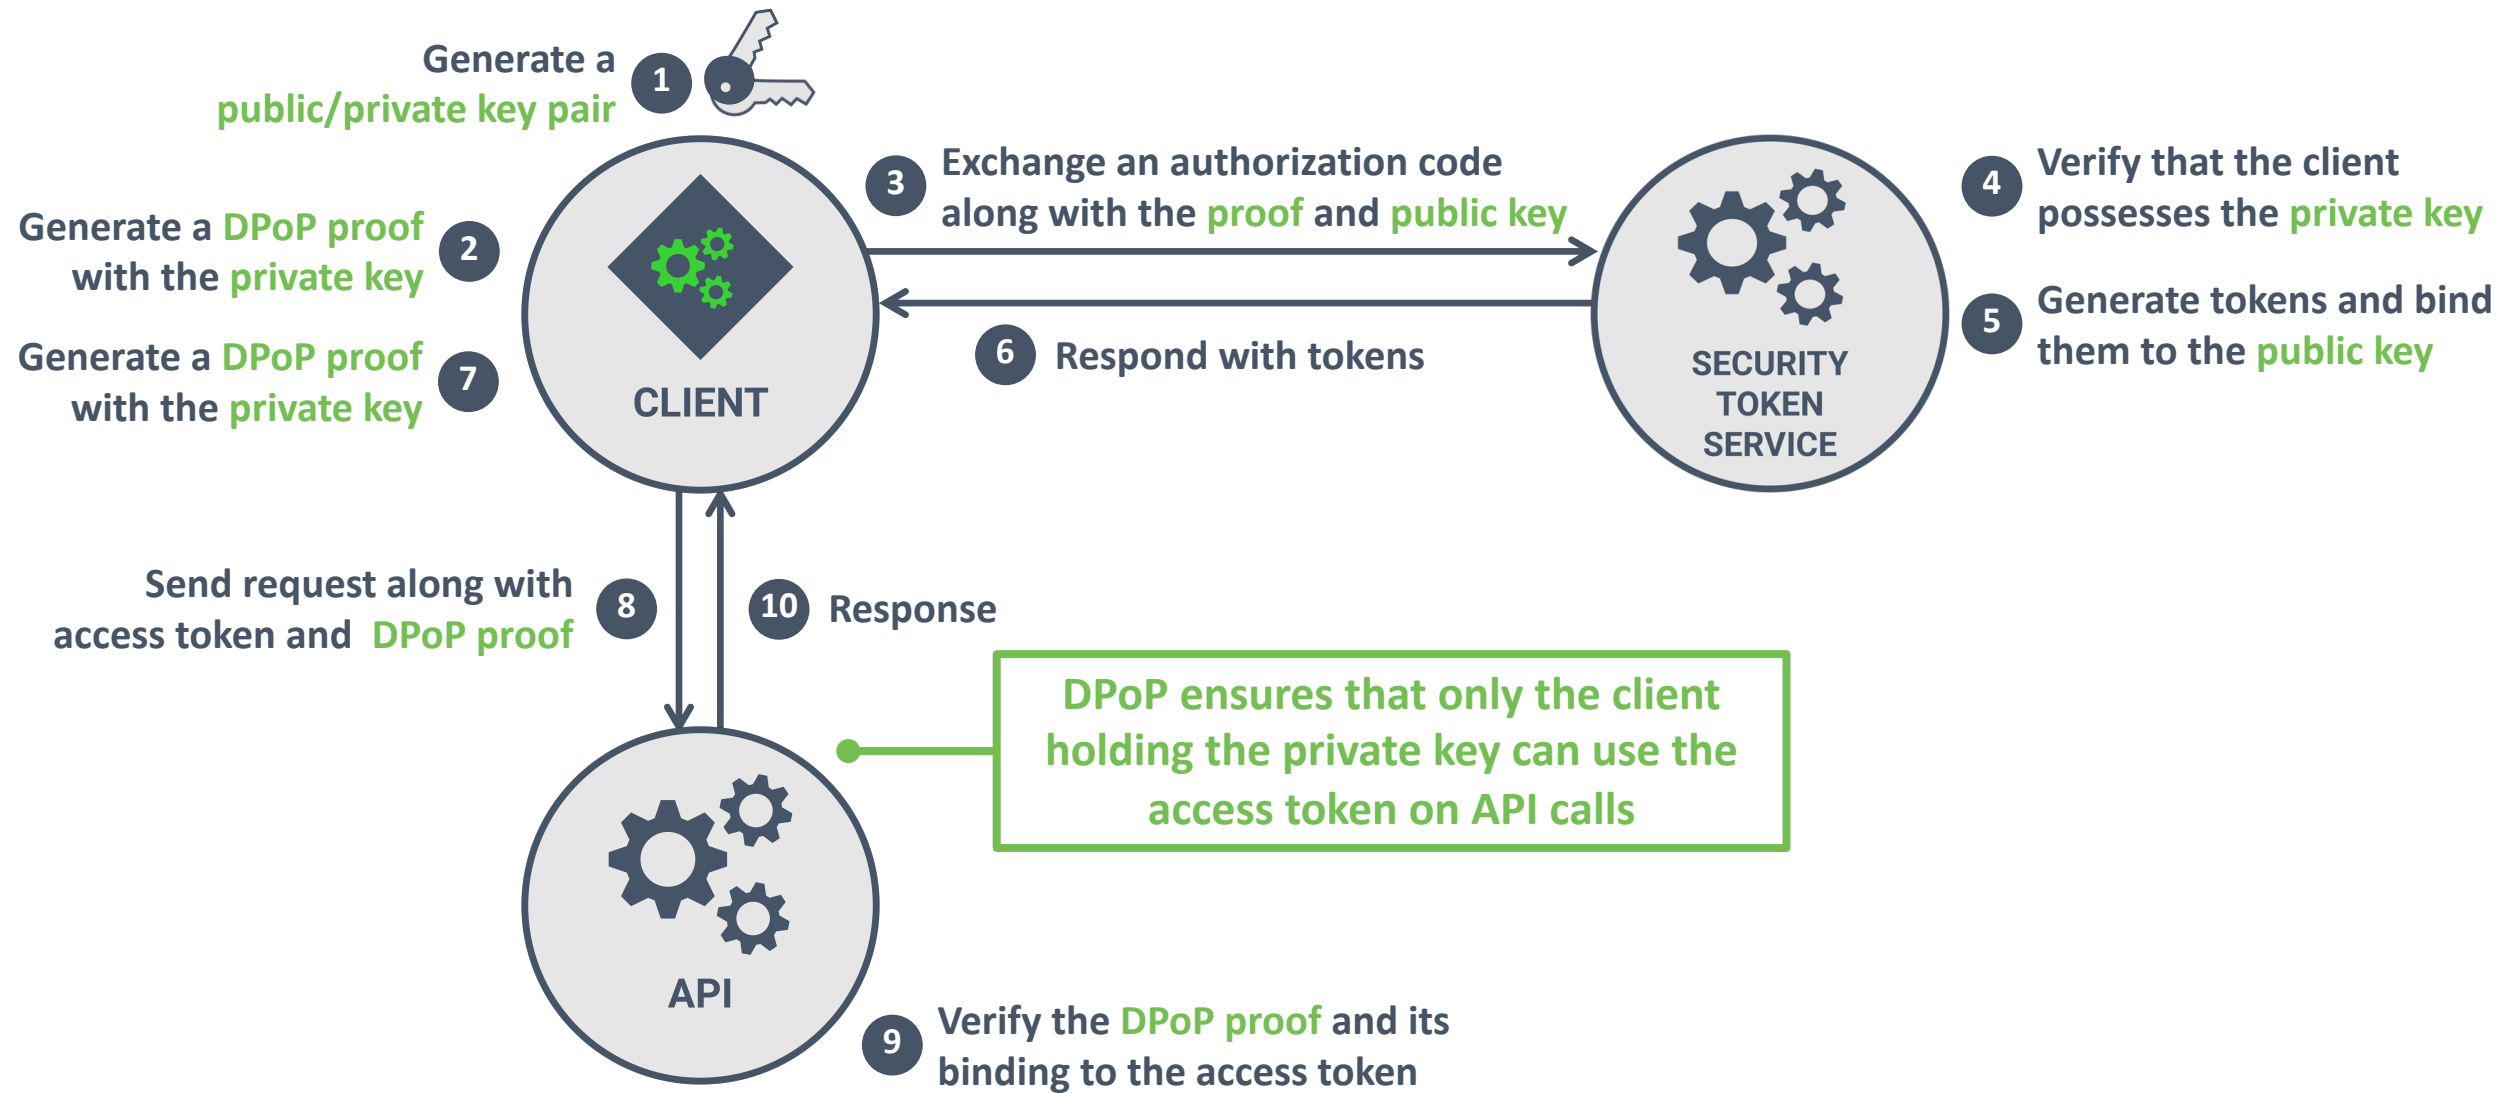 1
Generate a
public/private key pair
2
Generate a DPoP proof
with the private key
3
Exchange an authorization code
along with the proof and public key
4
Verify that the client
possesses the private key
5
Generate tokens and bind
them to the public key
6
Respond with tokens
7
Generate a DPoP proof
with the private key
CLIENT
SECURITY
TOKEN
SERVICE
8
Send request along with
access token and DPoP proof
10
Response
DPoP ensures that only the client
holding the private key can use the
access token on API calls
API
9
Verify the DPoP proof and its
binding to the access token